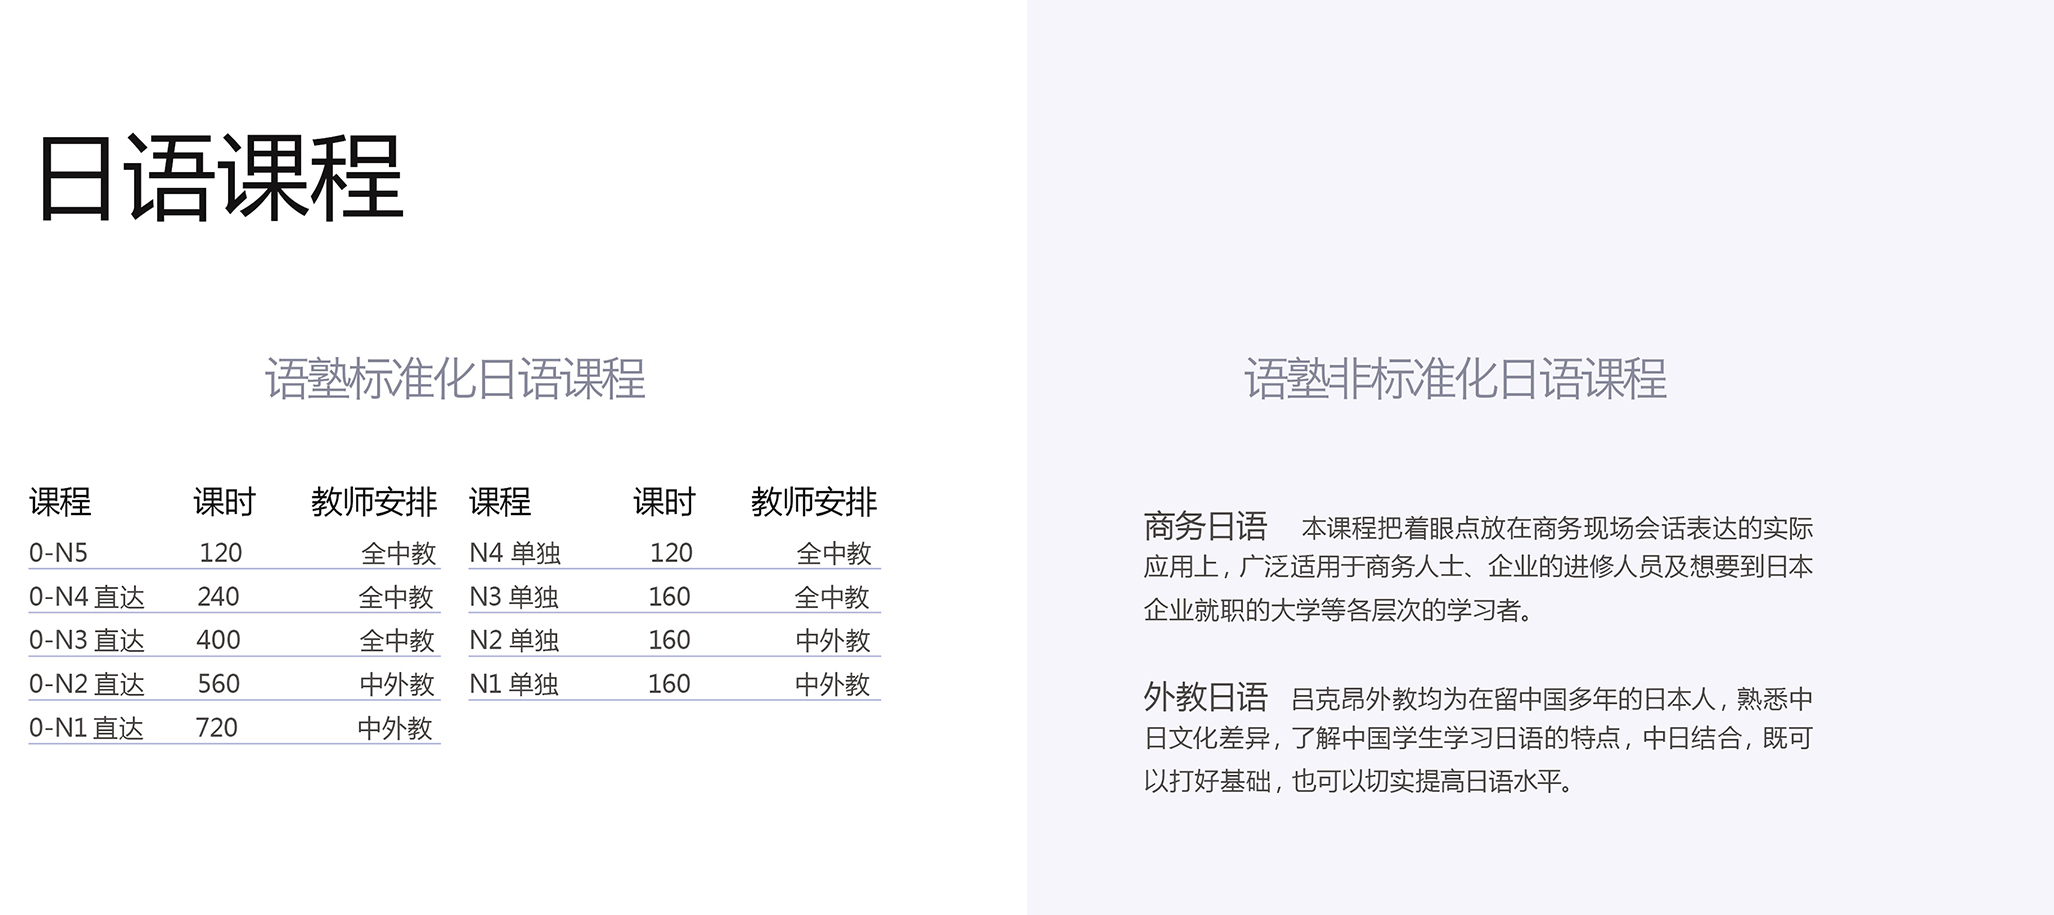 日语课程
语塾标准化日语课程
课程 课时 教师安排 课程 课时 教师安排
0-N5 120 全中教 N4 单独 120 全中教
0-N4 直达 240 全中教 N3 单独 160 全中教
0-N3 直达 400 全中教 N2 单独 160 中外教
0-N2 直达 560 中外教 N1 单独 160 中外教
0-N1 直达 720 中外教
语塾非标准化日语课程
商务日语 本课程把着眼点放在商务现场会话表达的实际
应用上,广泛适用于商务人士、企业的进修人员及想要到日本
企业就职的大学等各层次的学习者。
外教日语 吕克昂外教均为在留中国多年的日本人,熟悉中
日文化差异,了解中国学生学习日语的特点,中日结合,既可
以打好基础,也可以切实提高日语水平。